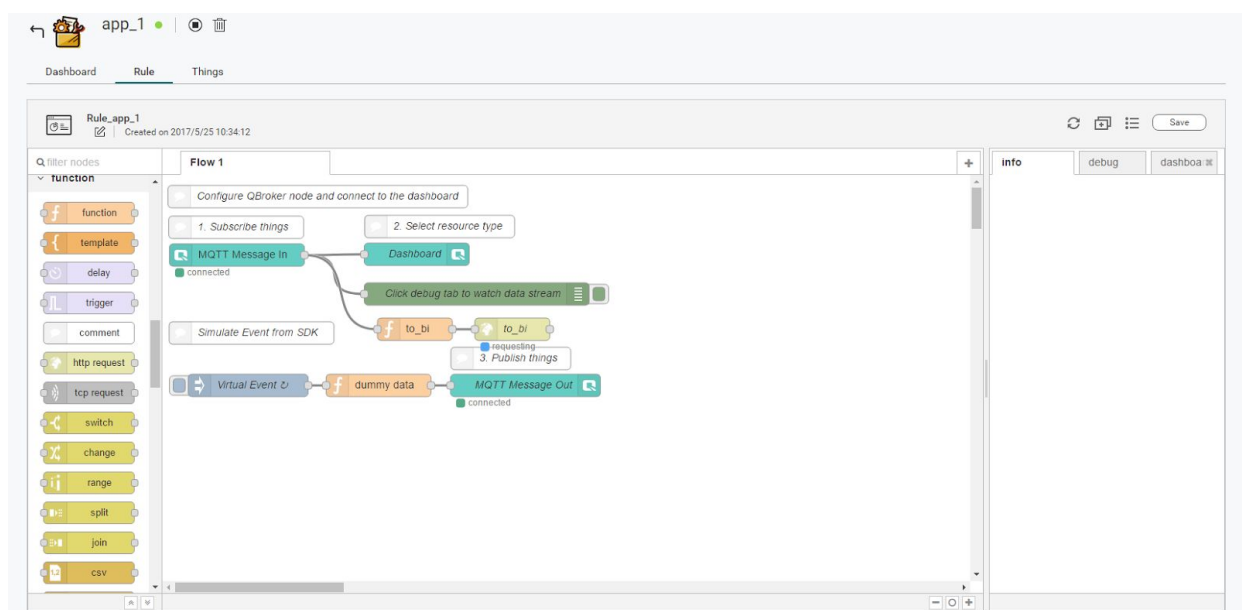 app_1
Dashboard Rule Things
Rule_app_1
Created on 2017/5/25 10:34:12
Save
filter nodes
function
function
template
delay
trigger
comment
http request
tcp request
switch
change
range
split
join
csv
Flow 1
Configure QBroker node and connect to the dashboard
1. Subscribe things
2. Select resource type
MQTT Message In
connected
Dashboard
Click debug tab to watch data stream
Simulate Event from SDK
to_bi
to_bi
requesting
3. Publish things
Virtual Event ↻
dummy data
MQTT Message Out
connected
info
debug
dashboa